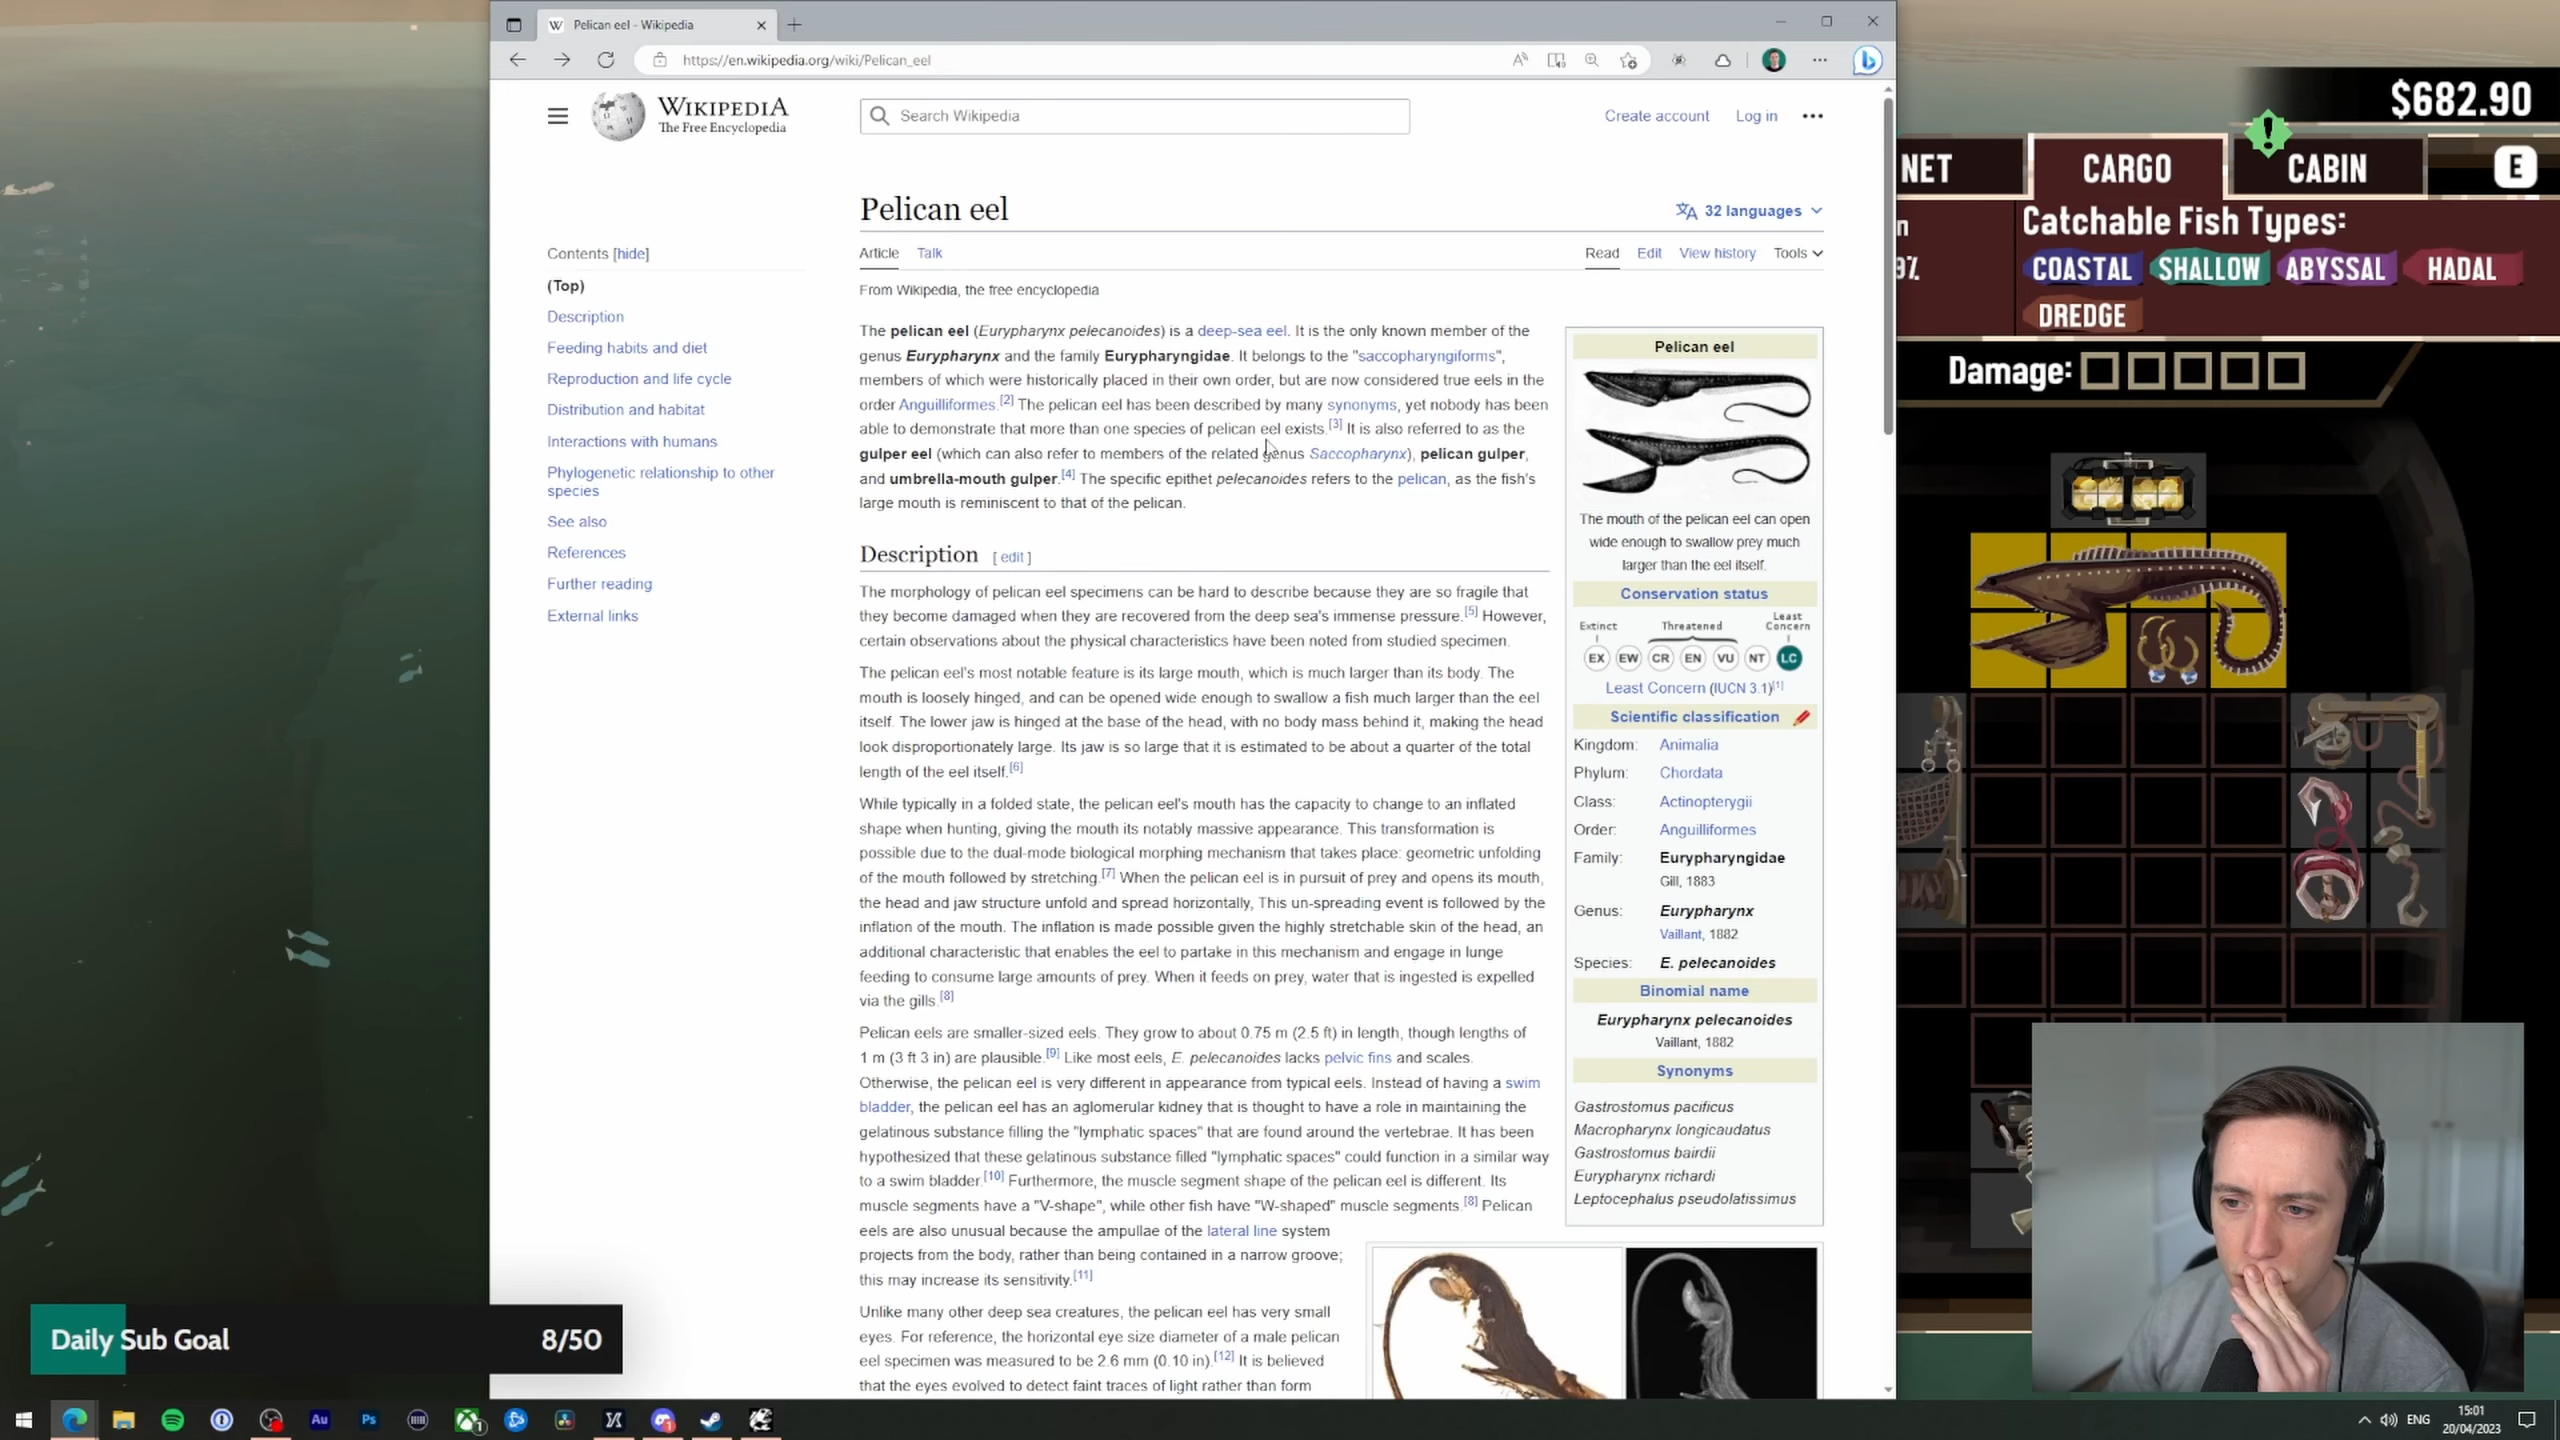 Pelican eel - Wikipedia
https://en.wikipedia.org/wiki/Pelican_eel
WIKIPEDIA
The Free Encyclopedia
Search Wikipedia
Create account
Log in
Pelican eel
32 languages
Article
Talk
Read
Edit
View history
Tools
From Wikipedia, the free encyclopedia
Contents [hide]
(Top)
Description
Feeding habits and diet
Reproduction and life cycle
Distribution and habitat
Interactions with humans
Phylogenetic relationship to other
species
See also
References
Further reading
External links
The pelican eel (Eurypharynx pelecanoides) is a deep-sea eel. It is the only known member of the
genus Eurypharynx and the family Eurypharyngidae. It belongs to the "saccopharyngiforms",
members of which were historically placed in their own order, but are now considered true eels in the
order Anguilliformes.[2] The pelican eel has been described by many synonyms, yet nobody has been
able to demonstrate that more than one species of pelican eel exists.[3] It is also referred to as the
gulper eel (which can also refer to members of the related genus Saccopharynx), pelican gulper,
and umbrella-mouth gulper.[4] The specific epithet pelecanoides refers to the pelican, as the fish's
large mouth is reminiscent to that of the pelican.
Description [ edit ]
The morphology of pelican eel specimens can be hard to describe because they are so fragile that
they become damaged when they are recovered from the deep sea's immense pressure.[5] However,
certain observations about the physical characteristics have been noted from studied specimen.
The pelican eel's most notable feature is its large mouth, which is much larger than its body. The
mouth is loosely hinged, and can be opened wide enough to swallow a fish much larger than the eel
itself. The lower jaw is hinged at the base of the head, with no body mass behind it, making the head
look disproportionately large. Its jaw is so large that it is estimated to be about a quarter of the total
length of the eel itself.[6]
While typically in a folded state, the pelican eel's mouth has the capacity to change to an inflated
shape when hunting, giving the mouth its notably massive appearance. This transformation is
possible due to the dual-mode biological morphing mechanism that takes place: geometric unfolding
of the mouth followed by stretching.[7] When the pelican eel is in pursuit of prey and opens its mouth,
the head and jaw structure unfold and spread horizontally, This un-spreading event is followed by the
inflation of the mouth. The inflation is made possible given the highly stretchable skin of the head, an
additional characteristic that enables the eel to partake in this mechanism and engage in lunge
feeding to consume large amounts of prey. When it feeds on prey, water that is ingested is expelled
via the gills.[8]
Pelican eels are smaller-sized eels. They grow to about 0.75 m (2.5 ft) in length, though lengths of
1 m (3 ft 3 in) are plausible.[9] Like most eels, E. pelecanoides lacks pelvic fins and scales.
Otherwise, the pelican eel is very different in appearance from typical eels. Instead of having a swim
bladder, the pelican eel has an aglomerular kidney that is thought to have a role in maintaining the
gelatinous substance filling the "lymphatic spaces" that are found around the vertebrae. It has been
hypothesized that these gelatinous substance filled "lymphatic spaces" could function in a similar way
to a swim bladder.[10] Furthermore, the muscle segment shape of the pelican eel is different. Its
muscle segments have a "V-shape", while other fish have "W-shaped" muscle segments.[8] Pelican
eels are also unusual because the ampullae of the lateral line system
projects from the body, rather than being contained in a narrow groove;
this may increase its sensitivity.[11]
Unlike many other deep sea creatures, the pelican eel has very small
eyes. For reference, the horizontal eye size diameter of a male pelican
eel specimen was measured to be 2.6 mm (0.10 in).[12] It is believed
that the eyes evolved to detect faint traces of light rather than form
Pelican eel
The mouth of the pelican eel can open
wide enough to swallow prey much
larger than the eel itself.
Conservation status
Extinct
Threatened
Least
Concern
EX EW CR EN VU NT LC
Least Concern (IUCN 3.1)[1]
Scientific classification
Kingdom: Animalia
Phylum: Chordata
Class: Actinopterygii
Order: Anguilliformes
Family: Eurypharyngidae
Gill, 1883
Genus: Eurypharynx
Vaillant, 1882
Species: E. pelecanoides
Binomial name
Eurypharynx pelecanoides
Vaillant, 1882
Synonyms
Gastrostomus pacificus
Macropharynx longicaudatus
Gastrostomus bairdii
Eurypharynx richardi
Leptocephalus pseudolatissimus
$682.90
NET
CARGO
CABIN
E
n
9%
Catchable Fish Types:
COASTAL SHALLOW ABYSSAL HADAL
DREDGE
Damage:
Daily Sub Goal 8/50
Au
Ps
1
1
ENG
15:01
20/04/2023